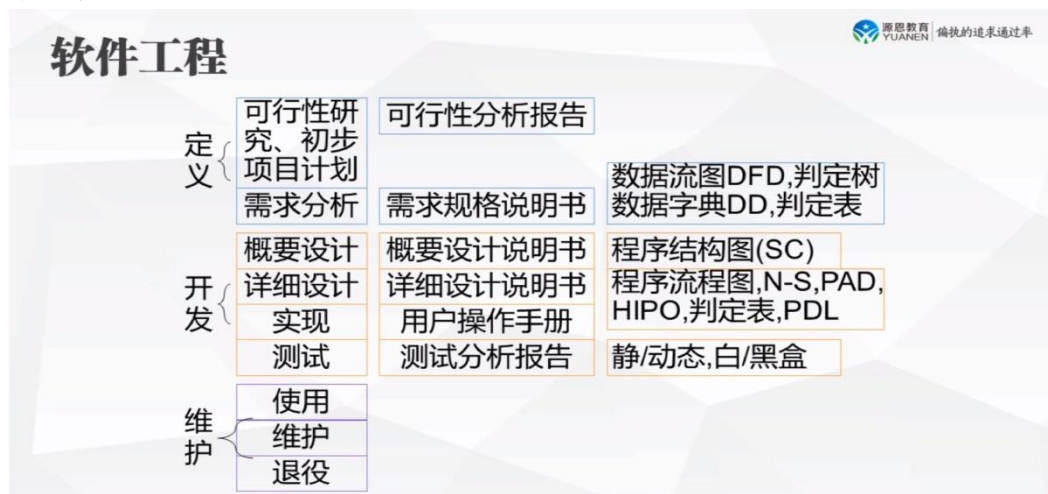 软件工程
源恩教育
YUANEN
偏执的追求通过率
定义
可行性研
究、初步
项目计划
可行性分析报告
需求分析
需求规格说明书
数据流图DFD,判定树
数据字典DD,判定表
开发
概要设计
概要设计说明书
程序结构图(SC)
详细设计
详细设计说明书
程序流程图,N-S,PAD,
HIPO,判定表,PDL
实现
用户操作手册
测试
测试分析报告
静/动态,白/黑盒
维护
使用
维护
退役